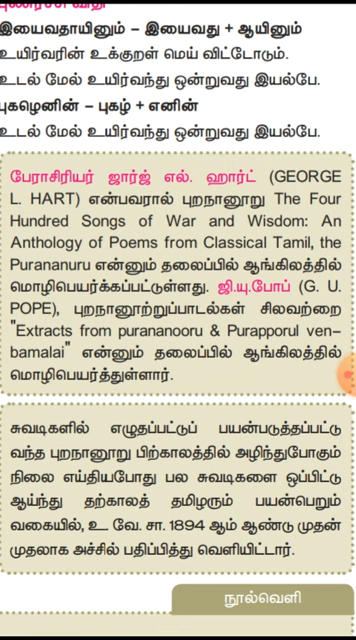 புணர்ச்சி விதி
இயைவதாயினும் – இயைவது + ஆயினும்
உயிர்வரின் உக்குறள் மெய் விட்டோடும்.
உடல் மேல் உயிர்வந்து ஒன்றுவது இயல்பே.
புகழெனின் – புகழ் + எனின்
உடல் மேல் உயிர்வந்து ஒன்றுவது இயல்பே.
பேராசிரியர் ஜார்ஜ் எல். ஹார்ட் (GEORGE
L. HART) என்பவரால் புறநானூறு The Four
Hundred Songs of War and Wisdom: An
Anthology of Poems from Classical Tamil, the
Purananuru என்னும் தலைப்பில் ஆங்கிலத்தில்
மொழிபெயர்க்கப்பட்டுள்ளது. ஜி.யு.போப் (G. U.
POPE), புறநானூற்றுப்பாடல்கள் சிலவற்றை
"Extracts from purananooru & Purapporul ven-
bamalai" என்னும் தலைப்பில் ஆங்கிலத்தில்
மொழிபெயர்த்துள்ளார்.
சுவடிகளில் எழுதப்பட்டுப் பயன்படுத்தப்பட்டு
வந்த புறநானூறு பிற்காலத்தில் அழிந்துபோகும்
நிலை எய்தியபோது பல சுவடிகளை ஒப்பிட்டு
ஆய்ந்து தற்காலத் தமிழரும் பயன்பெறும்
வகையில், உ. வே. சா. 1894 ஆம் ஆண்டு முதன்
முதலாக அச்சில் பதிப்பித்து வெளியிட்டார்.
நூல்வெளி